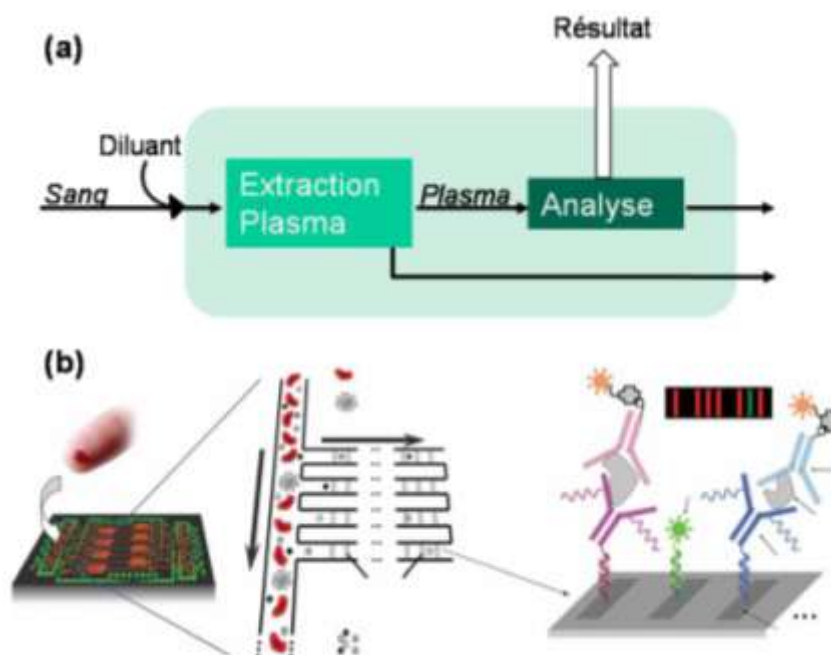 (a)
Résultat
Diluant
Sang
Extraction
Plasma
Plasma
Analyse
(b)
...